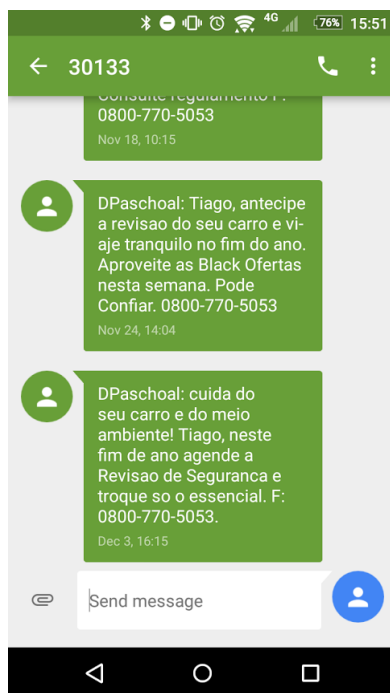 4G 76% 15:51
30133
Consulte regulamento F:
0800-770-5053
Nov 18, 10:15
DPaschoal: Tiago, antecipe
a revisao do seu carro e vi-
aje tranquilo no fim do ano.
Aproveite as Black Ofertas
nesta semana. Pode
Confiar. 0800-770-5053
Nov 24, 14:04
DPaschoal: cuida do
seu carro e do meio
ambiente! Tiago, neste
fim de ano agende a
Revisao de Seguranca e
troque so o essencial. F:
0800-770-5053.
Dec 3, 16:15
Send message